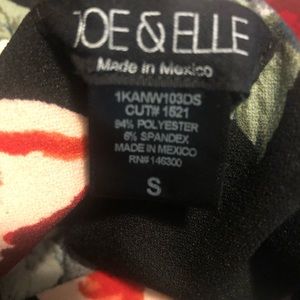 JOE & ELLE
Made in Mexico
1KANW103DS
CUT# 1521
94% POLYESTER
6% SPANDEX
MADE IN MEXICO
RN# 146300
S